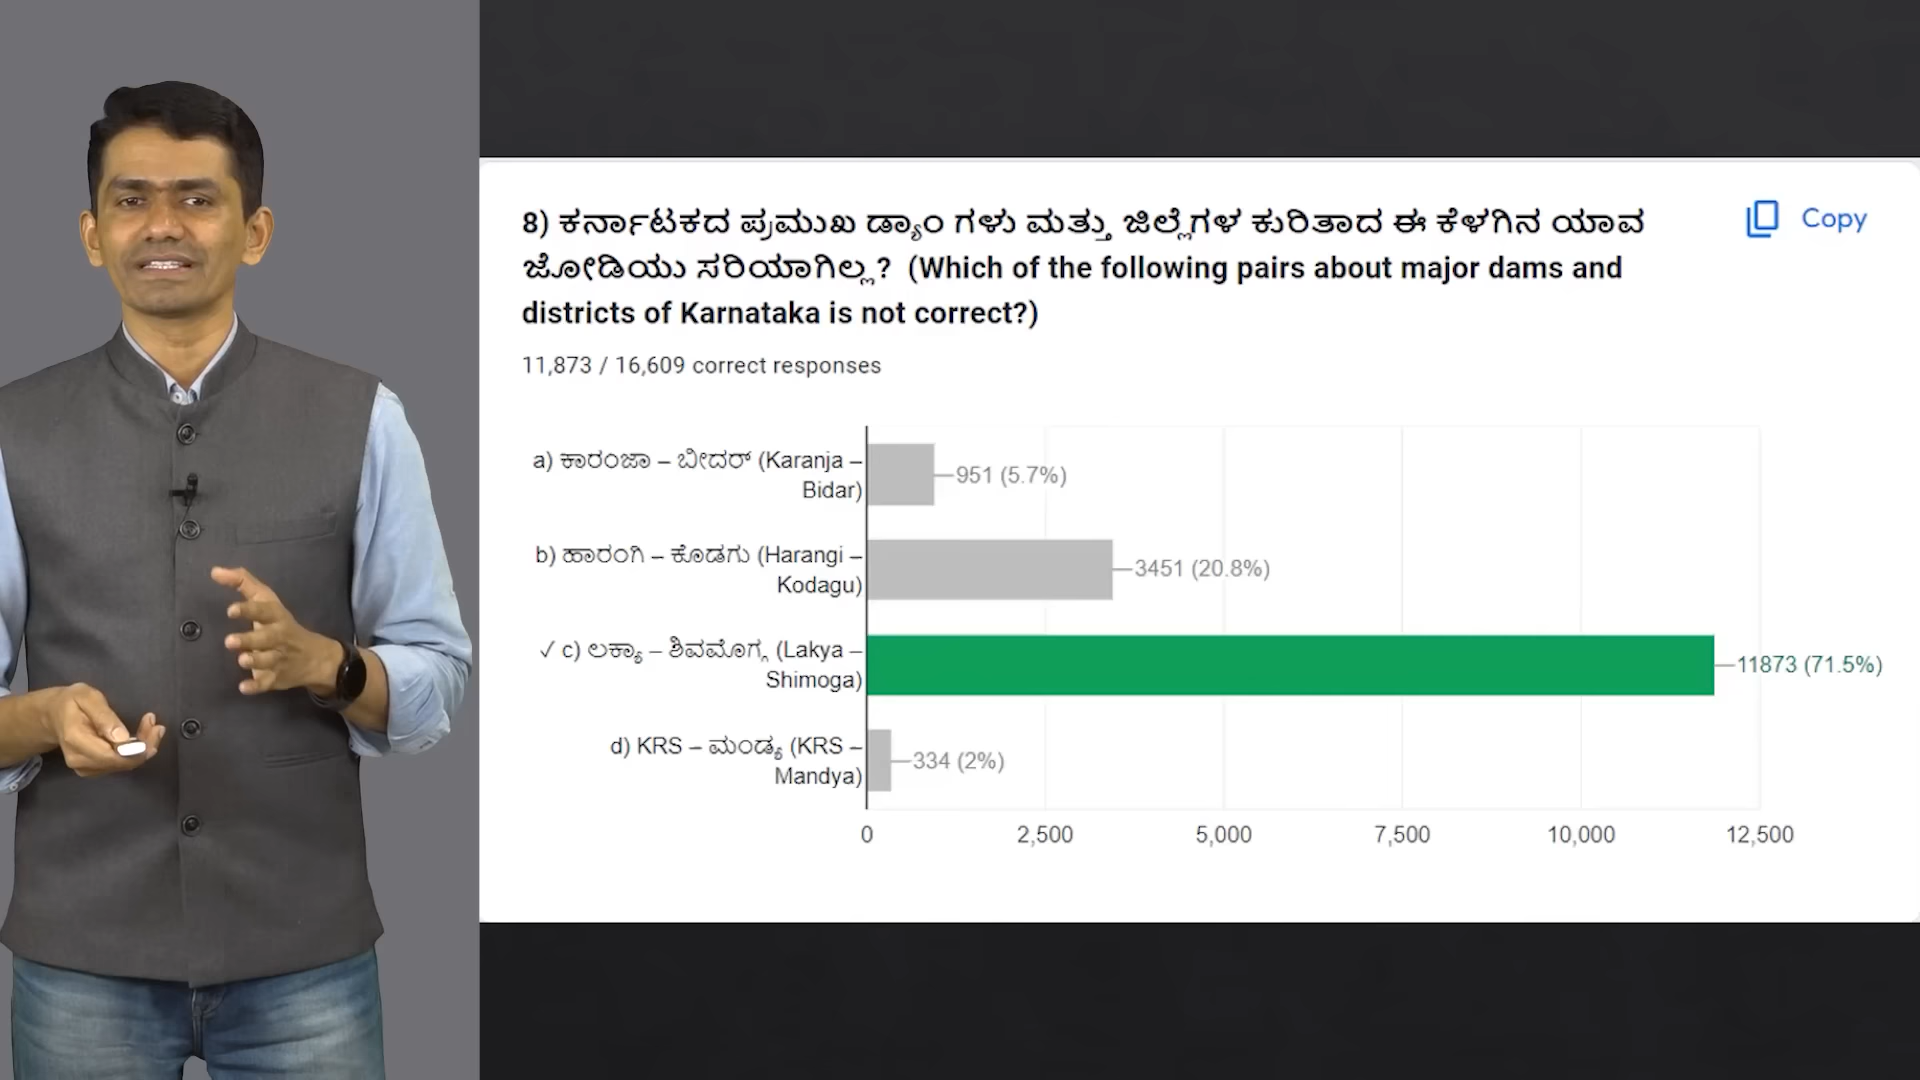 8) ಕರ್ನಾಟಕದ ಪ್ರಮುಖ ಡ್ಯಾಂ ಗಳು ಮತ್ತು ಜಿಲ್ಲೆಗಳ ಕುರಿತಾದ ಈ ಕೆಳಗಿನ ಯಾವ
ಜೋಡಿಯು ಸರಿಯಾಗಿಲ್ಲ? (Which of the following pairs about major dams and
districts of Karnataka is not correct?)
Copy
11,873 / 16,609 correct responses
a) ಕಾರಂಜಾ – ಬೀದರ್ (Karanja –
Bidar)
951 (5.7%)
b) ಹಾರಂಗಿ – ಕೊಡಗು (Harangi –
Kodagu)
3451 (20.8%)
✓ c) ಲಕ್ಯಾ – ಶಿವಮೊಗ್ಗ (Lakya –
Shimoga)
11873 (71.5%)
d) KRS – ಮಂಡ್ಯ (KRS –
Mandya)
334 (2%)
0 2,500 5,000 7,500 10,000 12,500